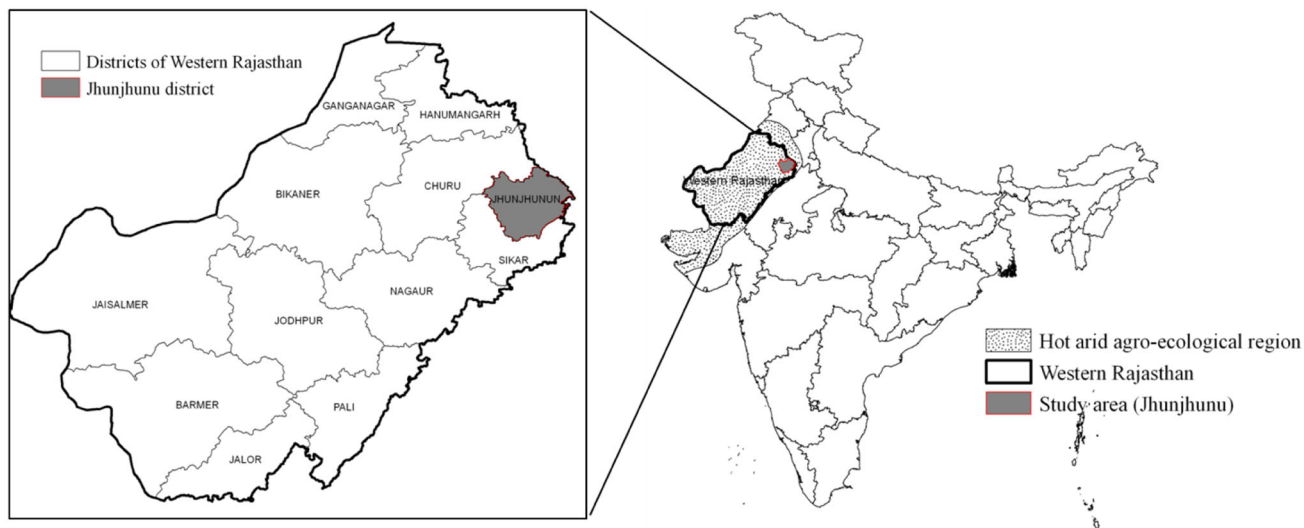 Districts of Western Rajasthan
Jhunjhunu district
GANGANAGAR
HANUMANGARH
BIKANER
CHURU
JHUNJHUNUN
SIKAR
NAGAUR
JAISALMER
JODHPUR
BARMER
PALI
JALOR
Western Rajasthan
Hot arid agro-ecological region
Western Rajasthan
Study area (Jhunjhunu)